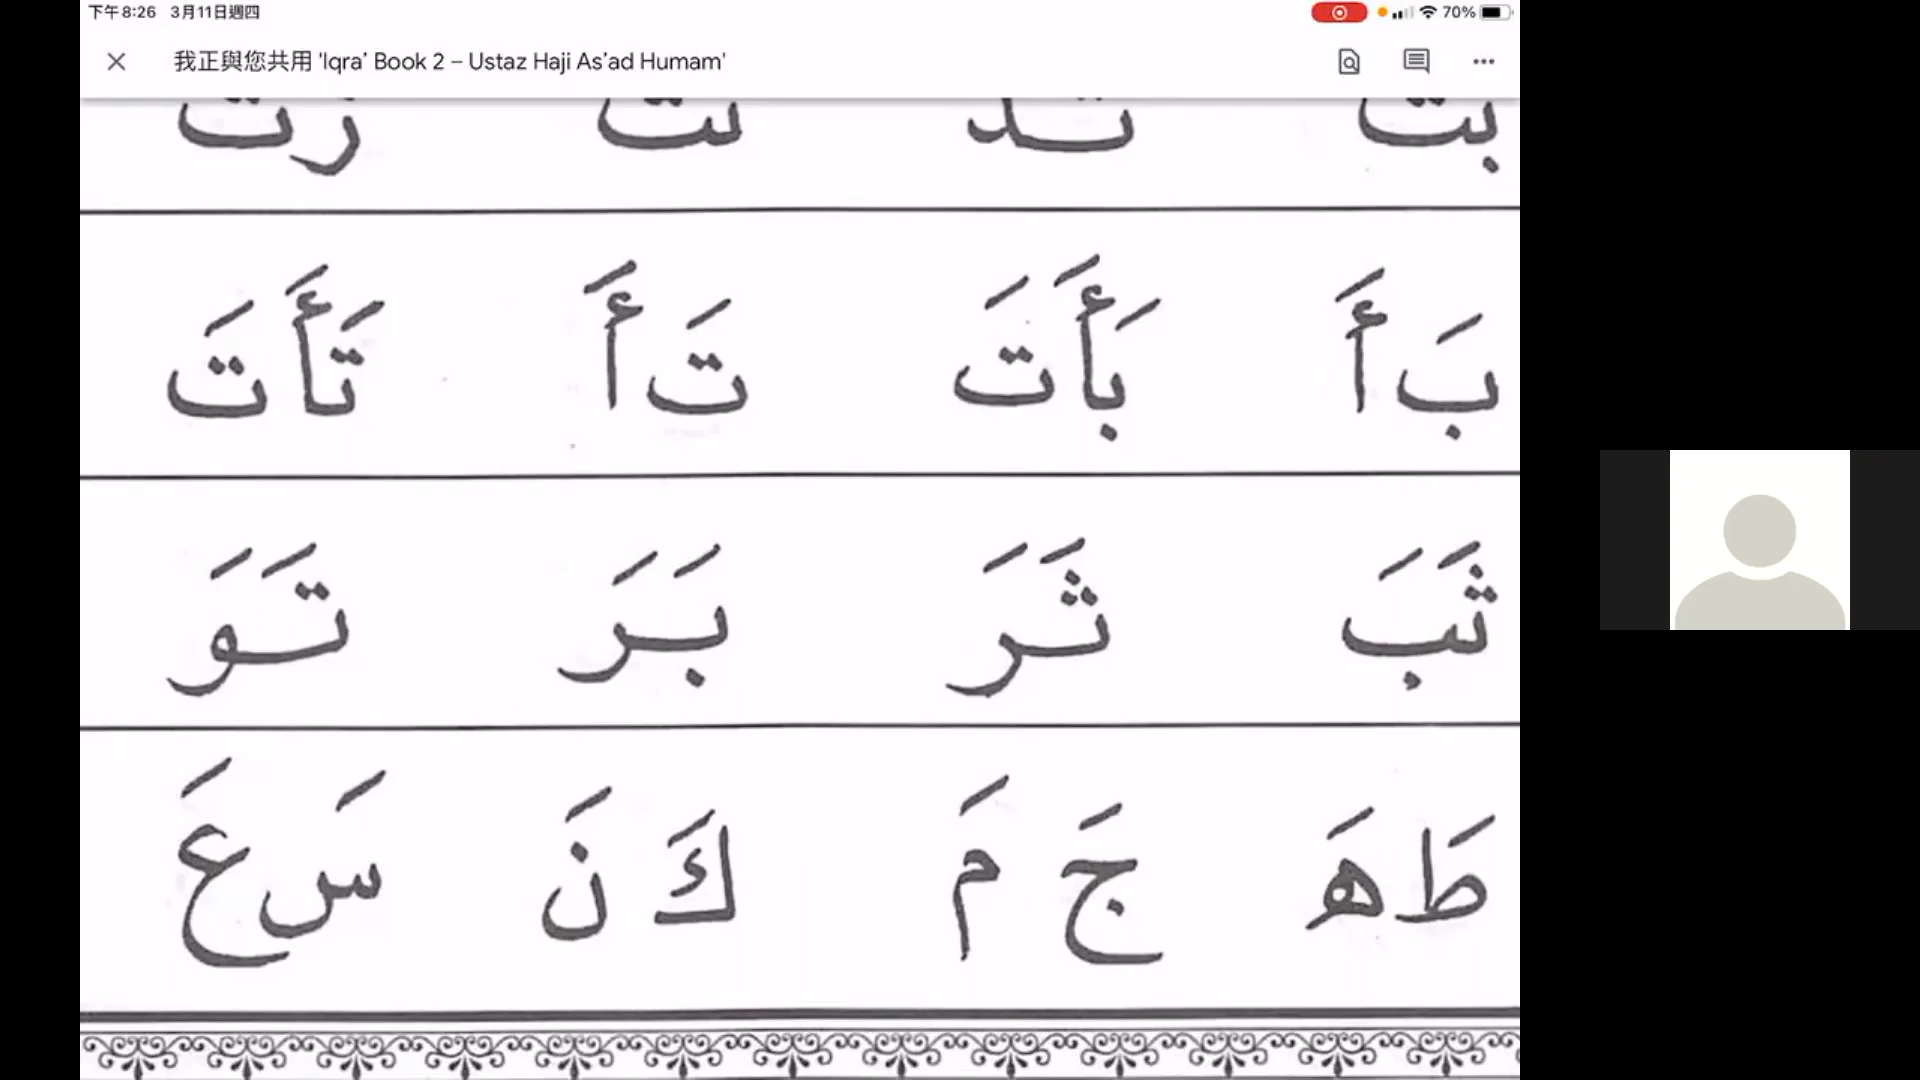 下午8:26 3月11日週四 70%
我正與您共用 'Iqra’ Book 2 – Ustaz Haji As’ad Humam'
بَ أَ بَأَتَ تَ أَ تَأَتَ
ثَبَ ثَرَ بَرَ تَوَ
طَ هَ جَ مَ كَ نَ سَ عَ